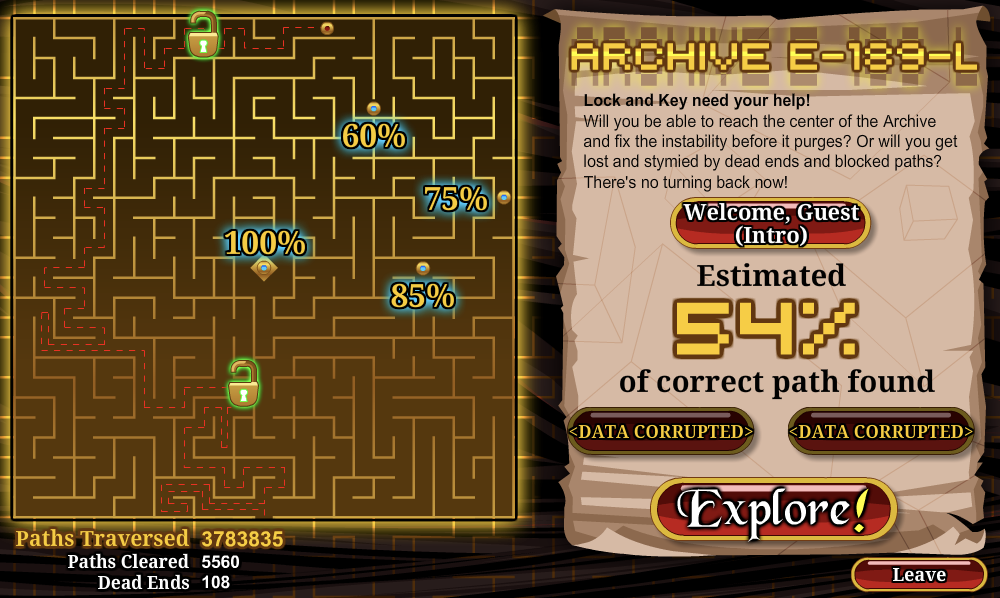 ARCHIVE E-189-L
Lock and Key need your help!
Will you be able to reach the center of the Archive
and fix the instability before it purges? Or will you get
lost and stymied by dead ends and blocked paths?
There's no turning back now!
Welcome, Guest
(Intro)
Estimated
54%
of correct path found
<DATA CORRUPTED>
<DATA CORRUPTED>
Explore!
Leave
60%
75%
100%
85%
Paths Traversed 3783835
Paths Cleared 5560
Dead Ends 108